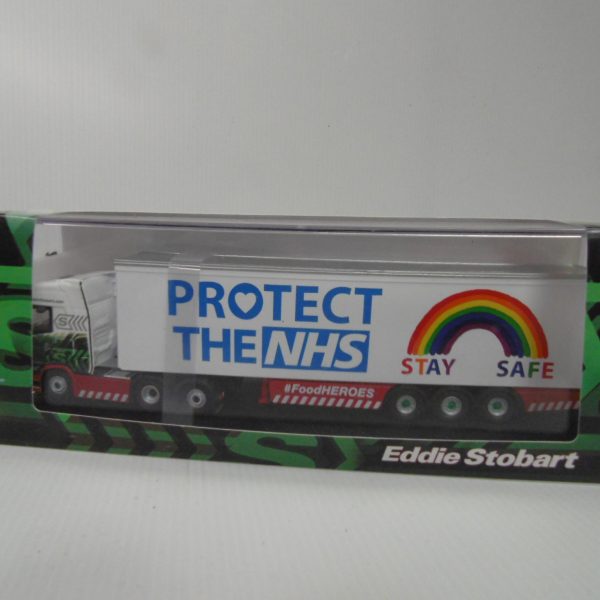 PROTECT
THE NHS
STAY SAFE
#FoodHEROES
Eddie Stobart